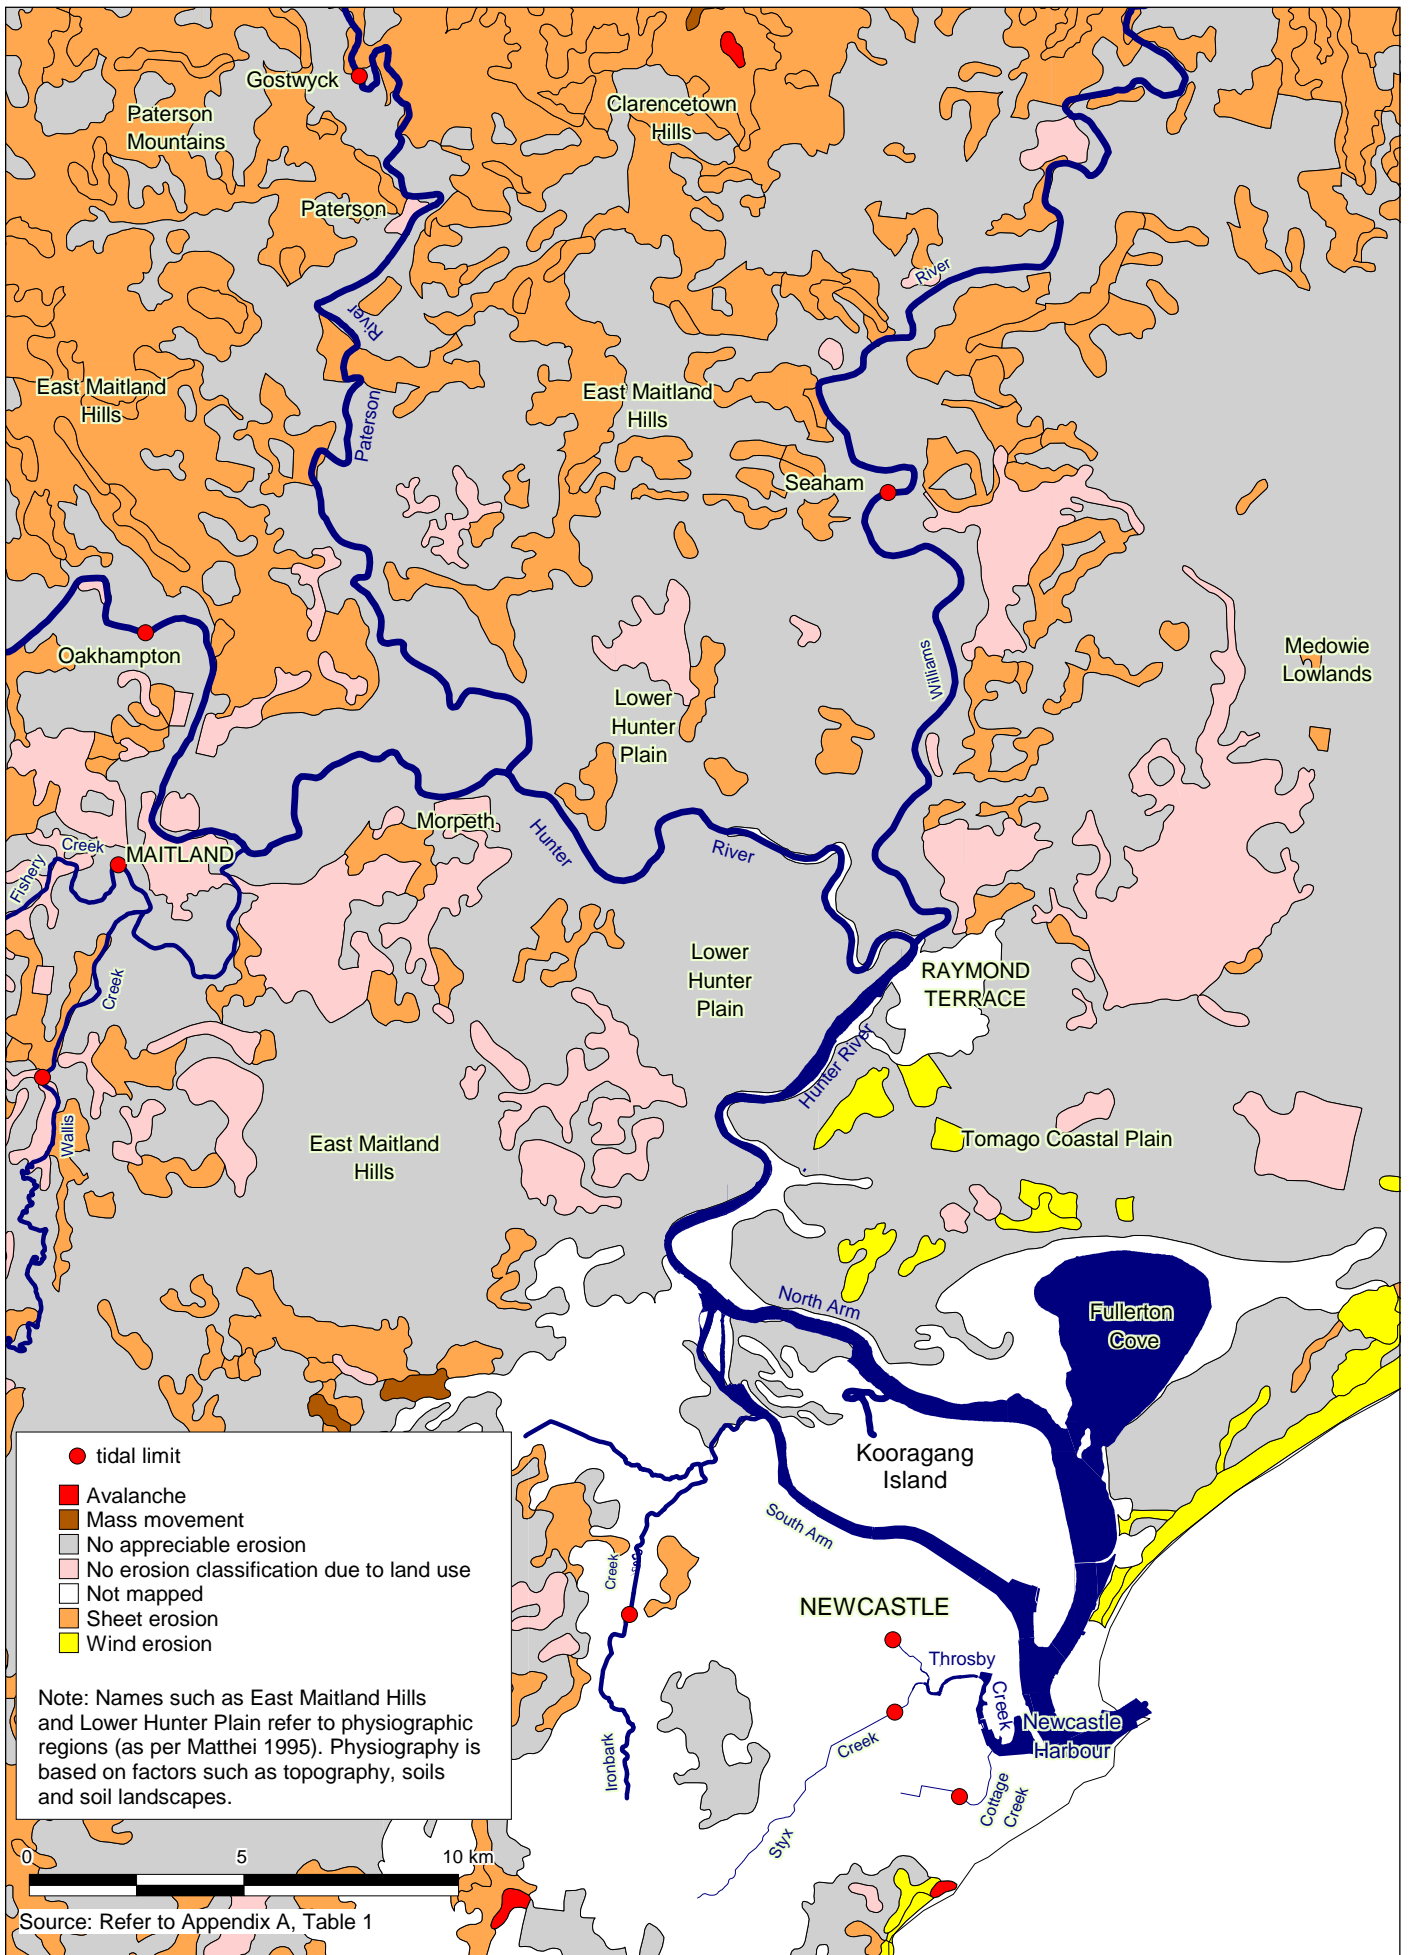 Gostwyck
Paterson
Mountains
Clarencetown
Hills
Paterson
River
River
East Maitland
Hills
Paterson
East Maitland
Hills
Seaham
Oakhampton
Williams
Medowie
Lowlands
Lower
Hunter
Plain
Morpeth
Hunter
River
Creek
MAITLAND
Fishery
Creek
Lower
Hunter
Plain
RAYMOND
TERRACE
Hunter River
Wallis
East Maitland
Hills
Tomago Coastal Plain
North Arm
Fullerton
Cove
Kooragang
Island
South Arm
Creek
NEWCASTLE
Throsby
Creek
Newcastle
Harbour
Creek
Ironbark
Cottage
Creek
Styx
tidal limit
Avalanche
Mass movement
No appreciable erosion
No erosion classification due to land use
Not mapped
Sheet erosion
Wind erosion
Note: Names such as East Maitland Hills
and Lower Hunter Plain refer to physiographic
regions (as per Matthei 1995). Physiography is
based on factors such as topography, soils
and soil landscapes.
0 5 10 km
Source: Refer to Appendix A, Table 1